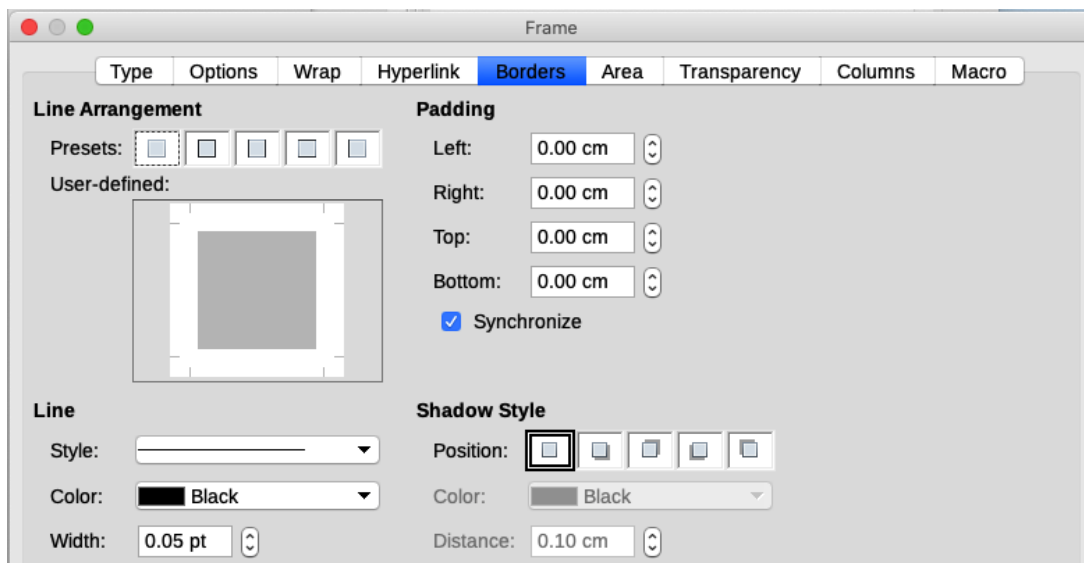 Frame
Type Options Wrap Hyperlink Borders Area Transparency Columns Macro
Line Arrangement
Presets:
User-defined:
Padding
Left: 0.00 cm
Right: 0.00 cm
Top: 0.00 cm
Bottom: 0.00 cm
Synchronize
Line
Style:
Color: Black
Width: 0.05 pt
Shadow Style
Position:
Color: Black
Distance: 0.10 cm